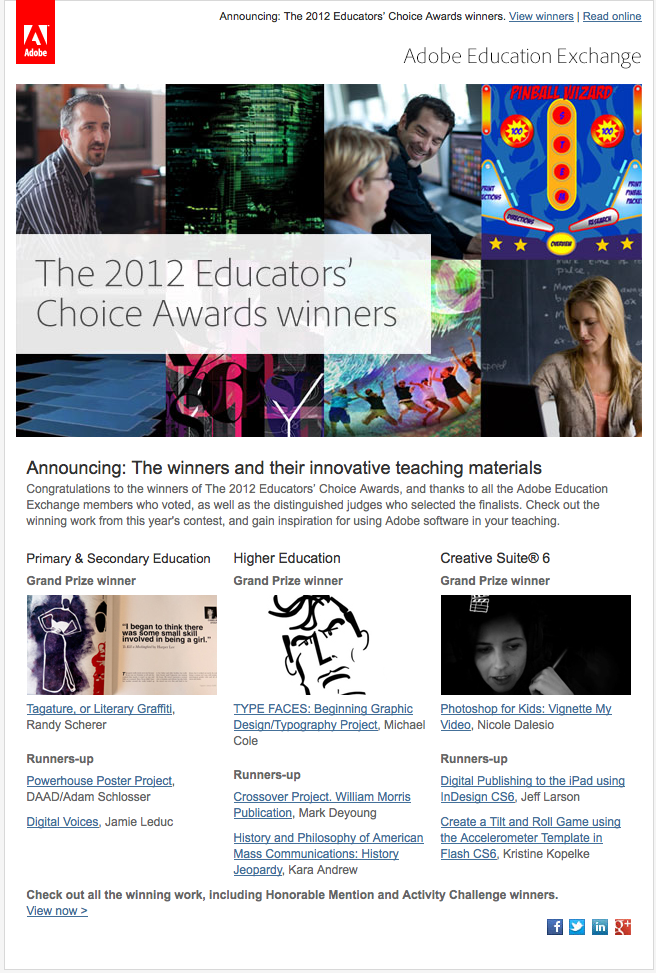 Announcing: The 2012 Educators' Choice Awards winners. View winners | Read online
Adobe
Adobe Education Exchange
PINBALL WIZARD
100
S
T
E
M
100
PRINT
DIRECTIONS
PRINT
PINBALL
PACKET
DIRECTIONS
RESEARCH
OVERVIEW
The 2012 Educators'
Choice Awards winners
pulse.
speed
Announcing: The winners and their innovative teaching materials
Congratulations to the winners of The 2012 Educators' Choice Awards, and thanks to all the Adobe Education
Exchange members who voted, as well as the distinguished judges who selected the finalists. Check out the
winning work from this year's contest, and gain inspiration for using Adobe software in your teaching.
Primary & Secondary Education
Grand Prize winner
"I began to think there
was some small skill
involved in being a girl."
Tagature, or Literary Graffiti,
Randy Scherer
Runners-up
Powerhouse Poster Project,
DAAD/Adam Schlosser
Digital Voices, Jamie Leduc
Higher Education
Grand Prize winner
TYPE FACES: Beginning Graphic
Design/Typography Project, Michael
Cole
Runners-up
Crossover Project. William Morris
Publication, Mark Deyoung
History and Philosophy of American
Mass Communications: History
Jeopardy, Kara Andrew
Creative Suite® 6
Grand Prize winner
Photoshop for Kids: Vignette My
Video, Nicole Dalesio
Runners-up
Digital Publishing to the iPad using
InDesign CS6, Jeff Larson
Create a Tilt and Roll Game using
the Accelerometer Template in
Flash CS6, Kristine Kopelke
Check out all the winning work, including Honorable Mention and Activity Challenge winners.
View now >